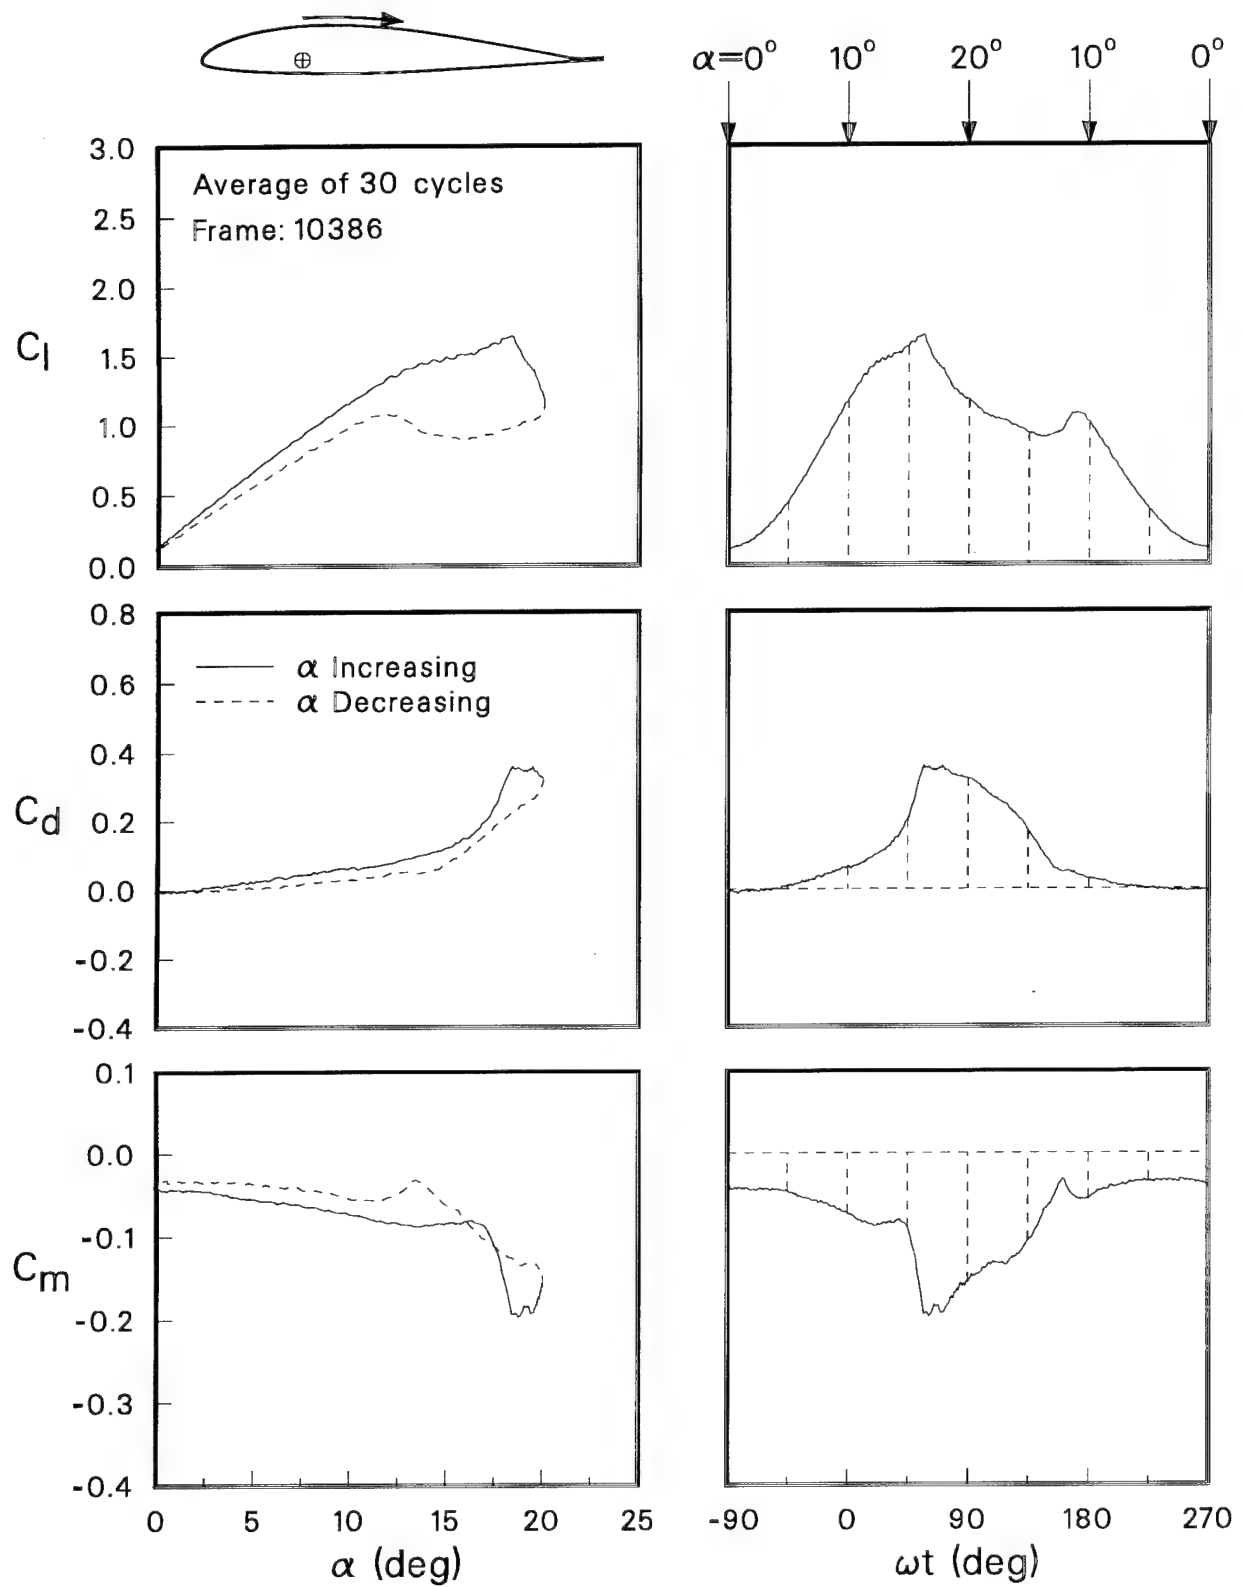 α=0° 10° 20° 10° 0°
3.0
2.5
2.0
1.5
1.0
0.5
0.0
Cl
Average of 30 cycles
Frame: 10386
0.8
0.6
0.4
0.2
0.0
-0.2
-0.4
Cd
α Increasing
α Decreasing
0.1
0.0
-0.1
-0.2
-0.3
-0.4
Cm
0 5 10 15 20 25
α (deg)
-90 0 90 180 270
ωt (deg)